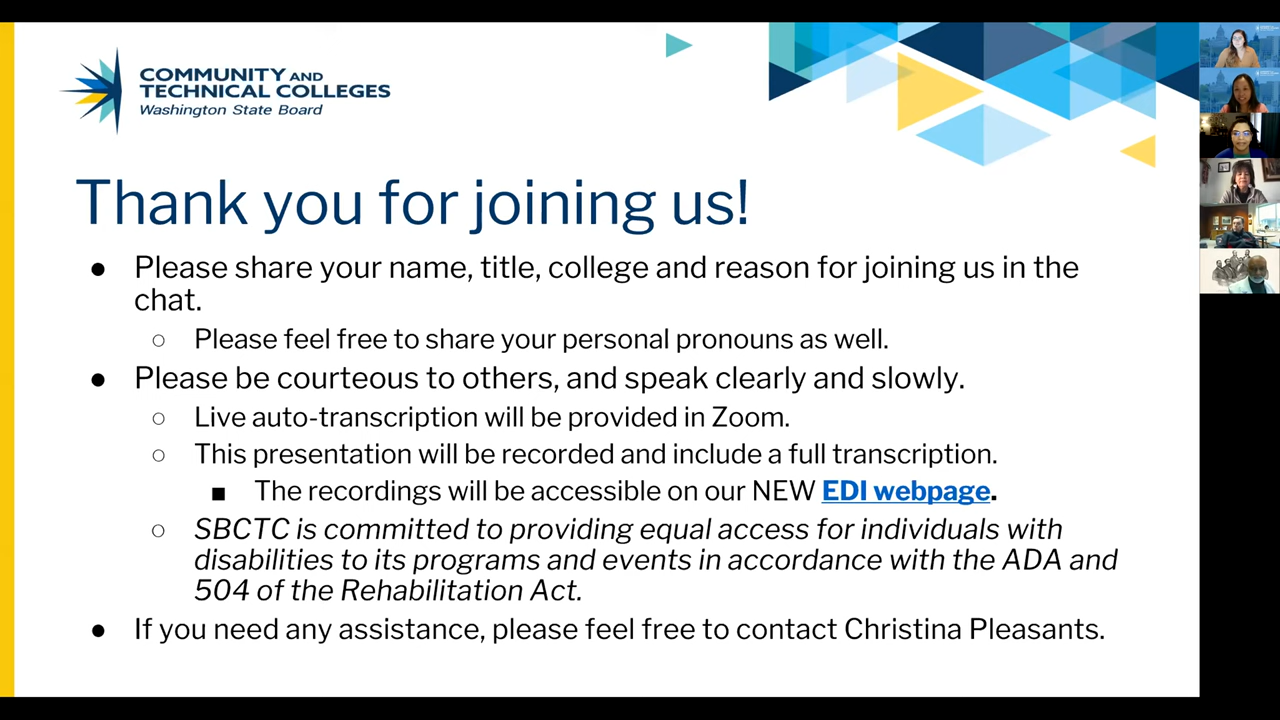 COMMUNITY AND
TECHNICAL COLLEGES
Washington State Board
Thank you for joining us!
● Please share your name, title, college and reason for joining us in the
chat.
○ Please feel free to share your personal pronouns as well.
● Please be courteous to others, and speak clearly and slowly.
○ Live auto-transcription will be provided in Zoom.
○ This presentation will be recorded and include a full transcription.
■ The recordings will be accessible on our NEW EDI webpage.
○ SBCTC is committed to providing equal access for individuals with
disabilities to its programs and events in accordance with the ADA and
504 of the Rehabilitation Act.
● If you need any assistance, please feel free to contact Christina Pleasants.